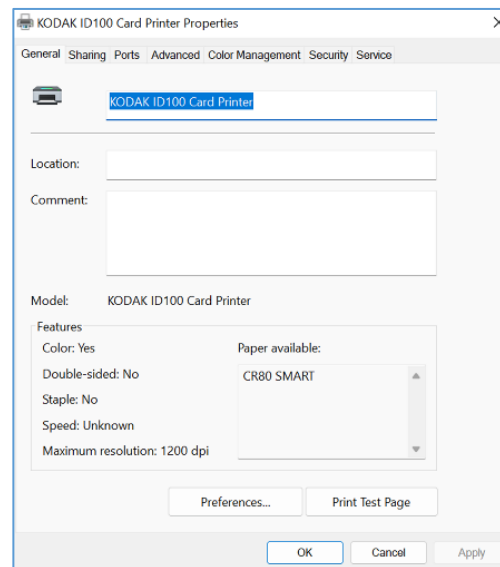 KODAK ID100 Card Printer Properties
General Sharing Ports Advanced Color Management Security Service
KODAK ID100 Card Printer
Location:
Comment:
Model: KODAK ID100 Card Printer
Features
Color: Yes
Paper available:
Double-sided: No
CR80 SMART
Staple: No
Speed: Unknown
Maximum resolution: 1200 dpi
Preferences... Print Test Page
OK Cancel Apply